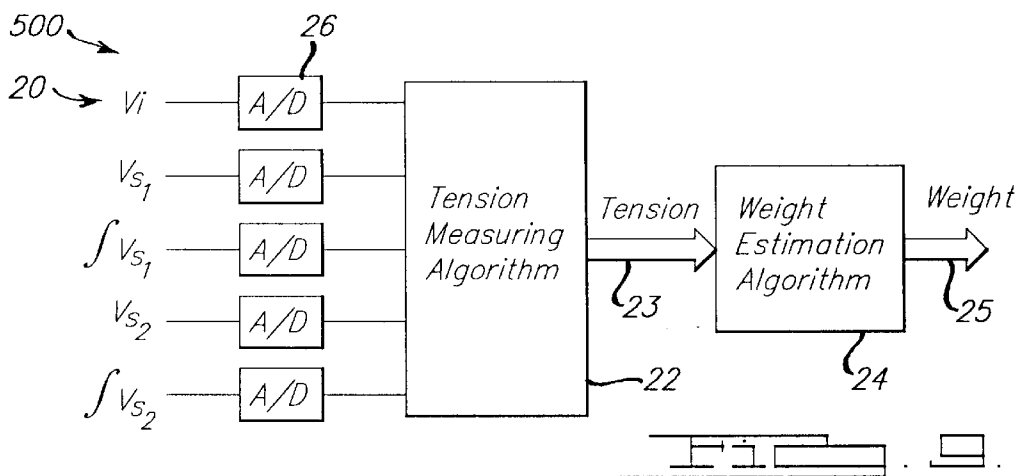 500
26
20
Vi
A/D
VS1
A/D
Tension
Measuring
Algorithm
Tension
Weight
Estimation
Algorithm
Weight
∫ VS1
A/D
23
25
VS2
A/D
22
24
∫ VS2
A/D